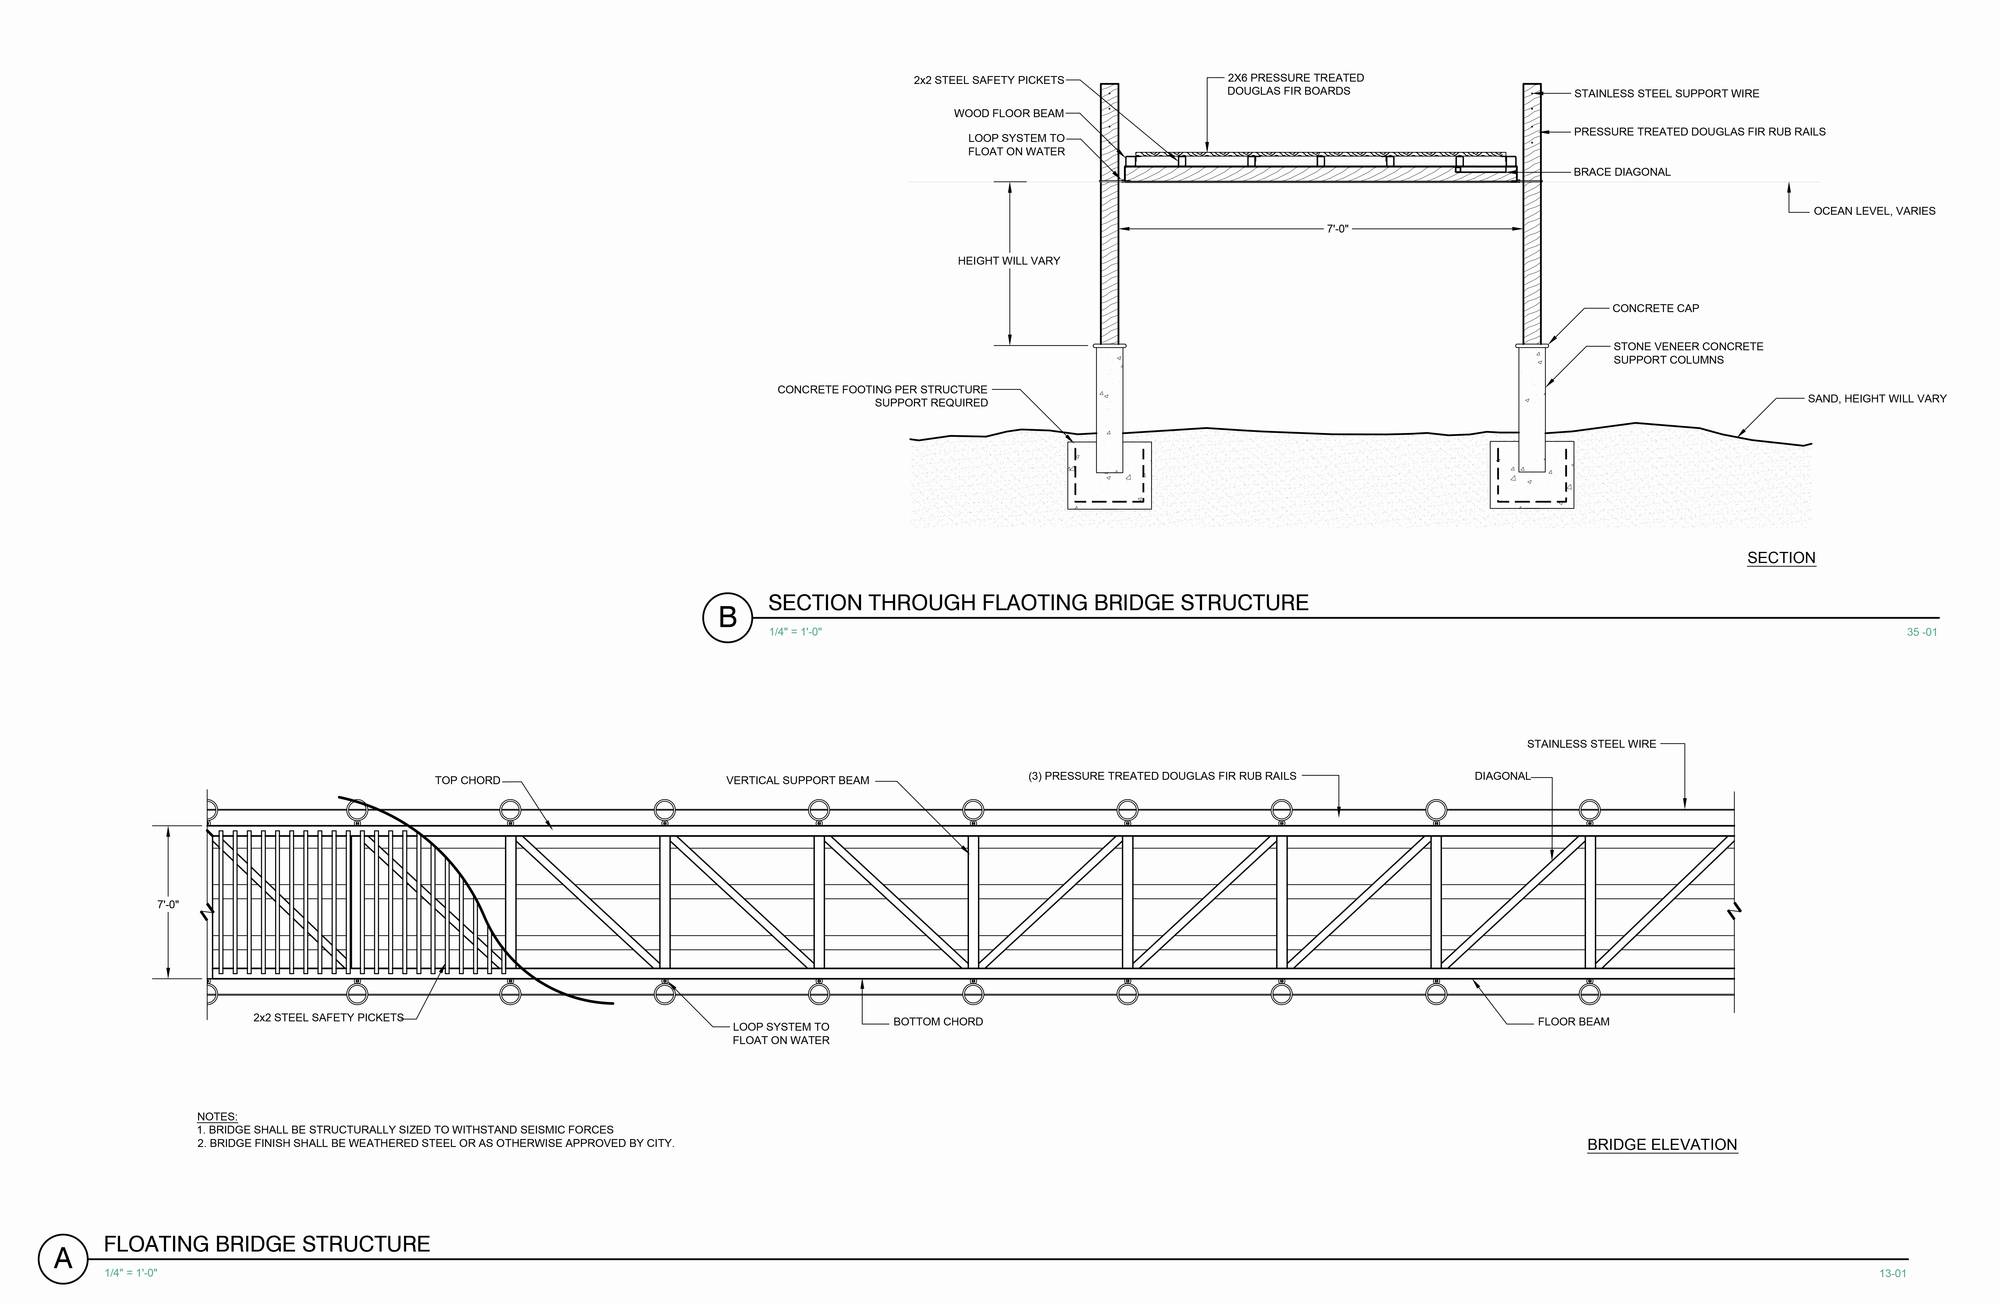 2x2 STEEL SAFETY PICKETS
WOOD FLOOR BEAM
LOOP SYSTEM TO
FLOAT ON WATER
2X6 PRESSURE TREATED
DOUGLAS FIR BOARDS
STAINLESS STEEL SUPPORT WIRE
PRESSURE TREATED DOUGLAS FIR RUB RAILS
BRACE DIAGONAL
OCEAN LEVEL, VARIES
7'-0"
HEIGHT WILL VARY
CONCRETE CAP
STONE VENEER CONCRETE
SUPPORT COLUMNS
CONCRETE FOOTING PER STRUCTURE
SUPPORT REQUIRED
SAND, HEIGHT WILL VARY
SECTION
B
SECTION THROUGH FLAOTING BRIDGE STRUCTURE
1/4" = 1'-0"
35 -01
STAINLESS STEEL WIRE
TOP CHORD
VERTICAL SUPPORT BEAM
(3) PRESSURE TREATED DOUGLAS FIR RUB RAILS
DIAGONAL
7'-0"
2x2 STEEL SAFETY PICKETS
LOOP SYSTEM TO
FLOAT ON WATER
BOTTOM CHORD
FLOOR BEAM
NOTES:
1. BRIDGE SHALL BE STRUCTURALLY SIZED TO WITHSTAND SEISMIC FORCES
2. BRIDGE FINISH SHALL BE WEATHERED STEEL OR AS OTHERWISE APPROVED BY CITY.
BRIDGE ELEVATION
A
FLOATING BRIDGE STRUCTURE
1/4" = 1'-0"
13-01